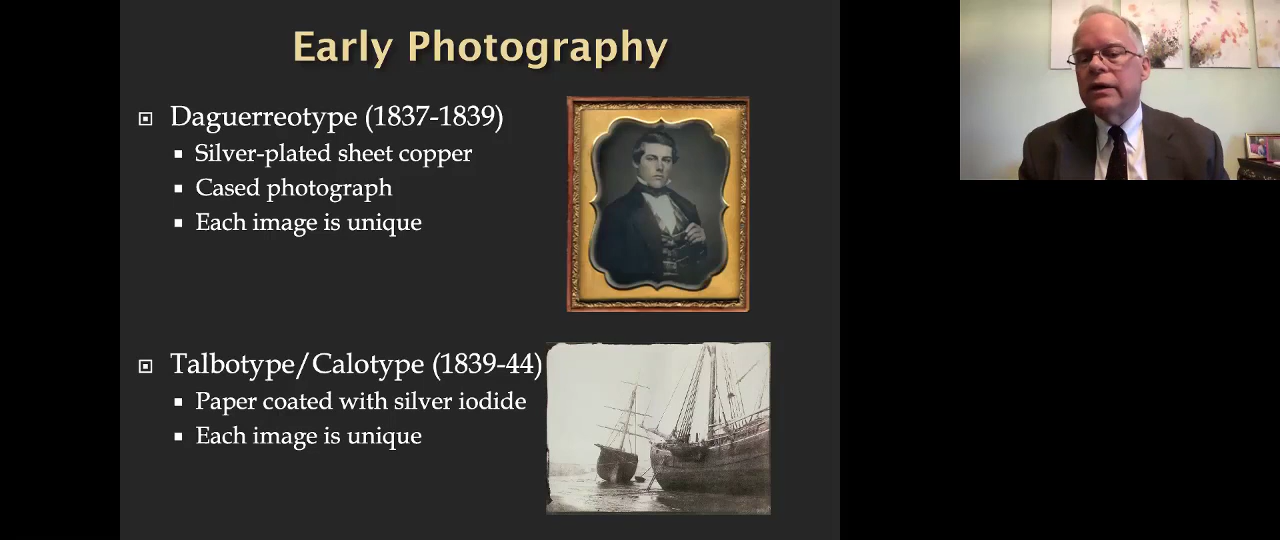 Early Photography
Daguerreotype (1837-1839)
Silver-plated sheet copper
Cased photograph
Each image is unique
Talbotype/Calotype (1839-44)
Paper coated with silver iodide
Each image is unique